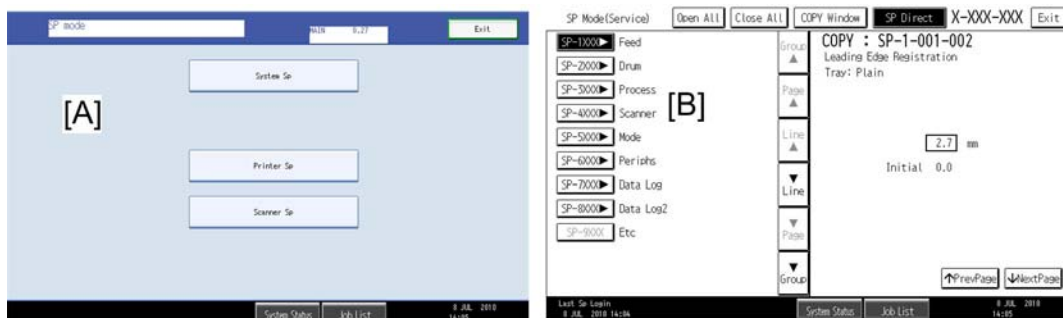 SP mode
MAIN 0.27
Exit
System Sp
[A]
Printer Sp
Scanner Sp
System Status Job List
8 JUL 2010
14:05
SP Mode(Service) Open All Close All COPY Window SP Direct X-XXX-XXX Exit
SP-1XXX▶ Feed
SP-2XXX▶ Drum
SP-3XXX▶ Process
SP-4XXX▶ Scanner
SP-5XXX▶ Mode
SP-6XXX▶ Periphs
SP-7XXX▶ Data Log
SP-8XXX▶ Data Log2
SP-9XXX Etc
[B]
Group
Page
Line
Line
Page
Group
COPY : SP-1-001-002
Leading Edge Registration
Tray: Plain
2.7 mm
Initial 0.0
↑PrevPage ↓NextPage
Last Sp Login
8 JUL 2010 14:04
System Status Job List
8 JUL 2010
14:05